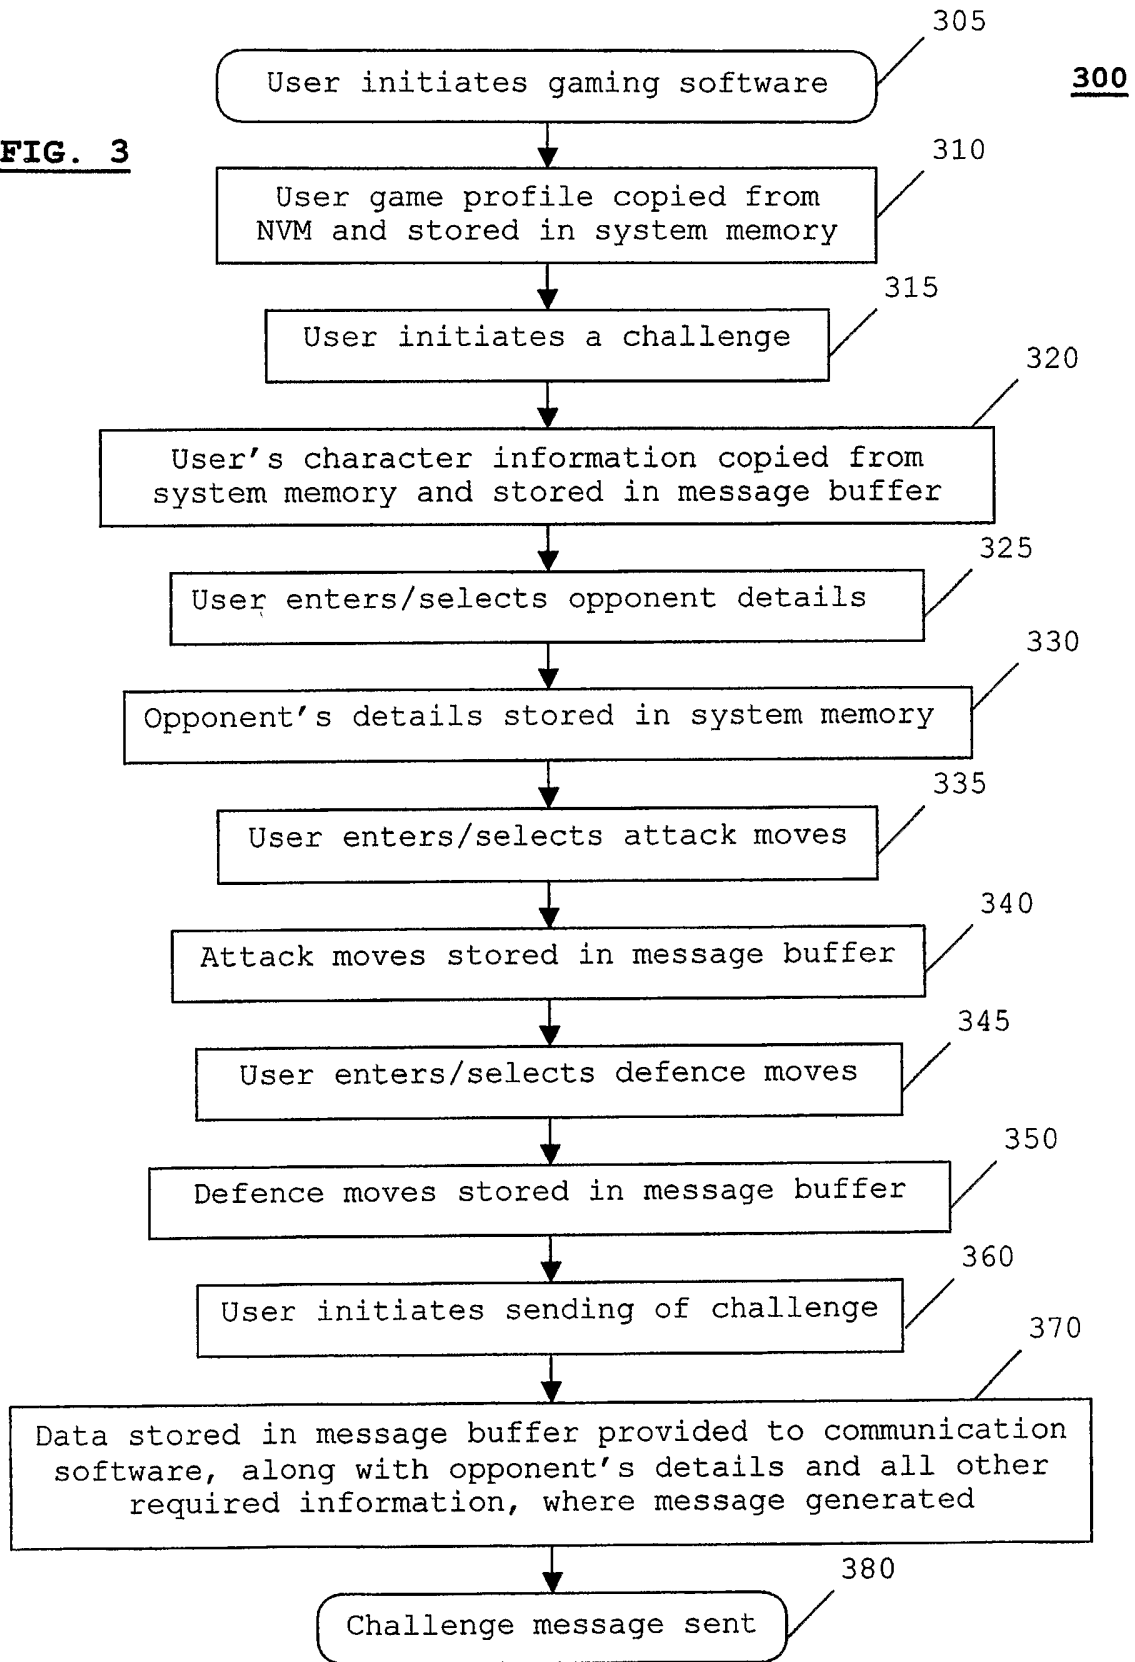 305
User initiates gaming software
300
FIG. 3
310
User game profile copied from
NVM and stored in system memory
315
User initiates a challenge
320
User's character information copied from
system memory and stored in message buffer
325
User enters/selects opponent details
330
Opponent's details stored in system memory
335
User enters/selects attack moves
340
Attack moves stored in message buffer
345
User enters/selects defence moves
350
Defence moves stored in message buffer
360
User initiates sending of challenge
370
Data stored in message buffer provided to communication
software, along with opponent's details and all other
required information, where message generated
380
Challenge message sent